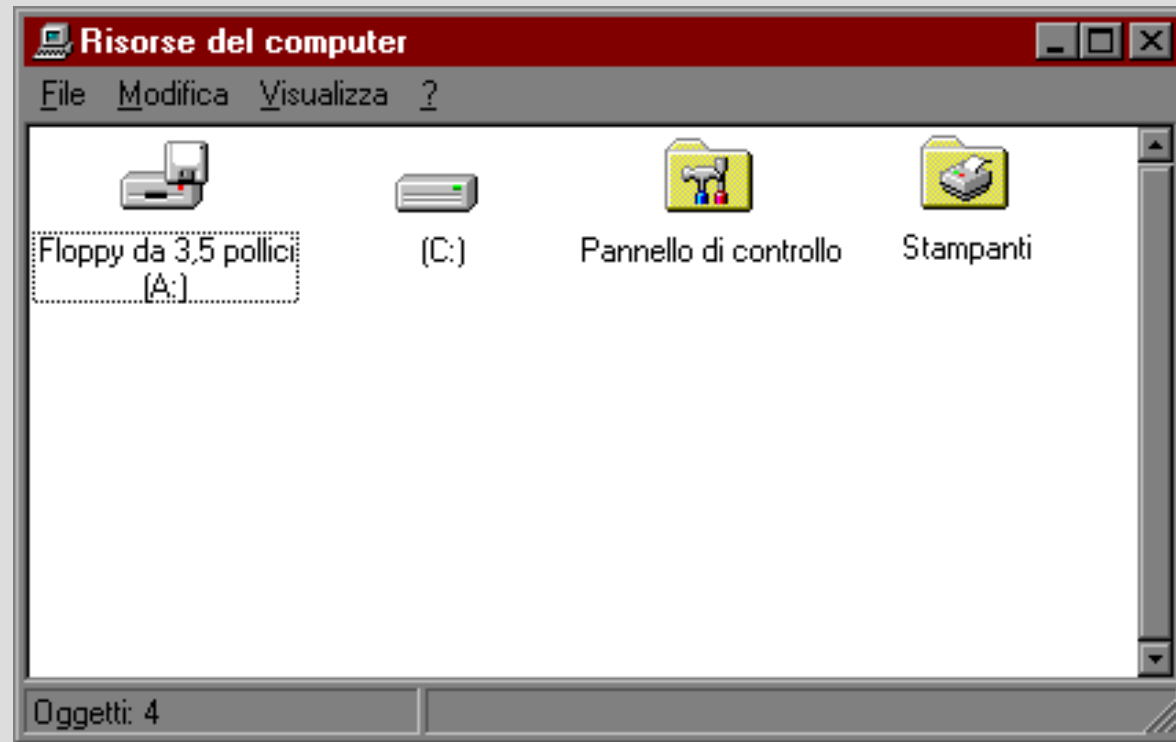 Risorse del computer
File Modifica Visualizza ?
Floppy da 3,5 pollici
(A:)
(C:)
Pannello di controllo
Stampanti
Oggetti: 4